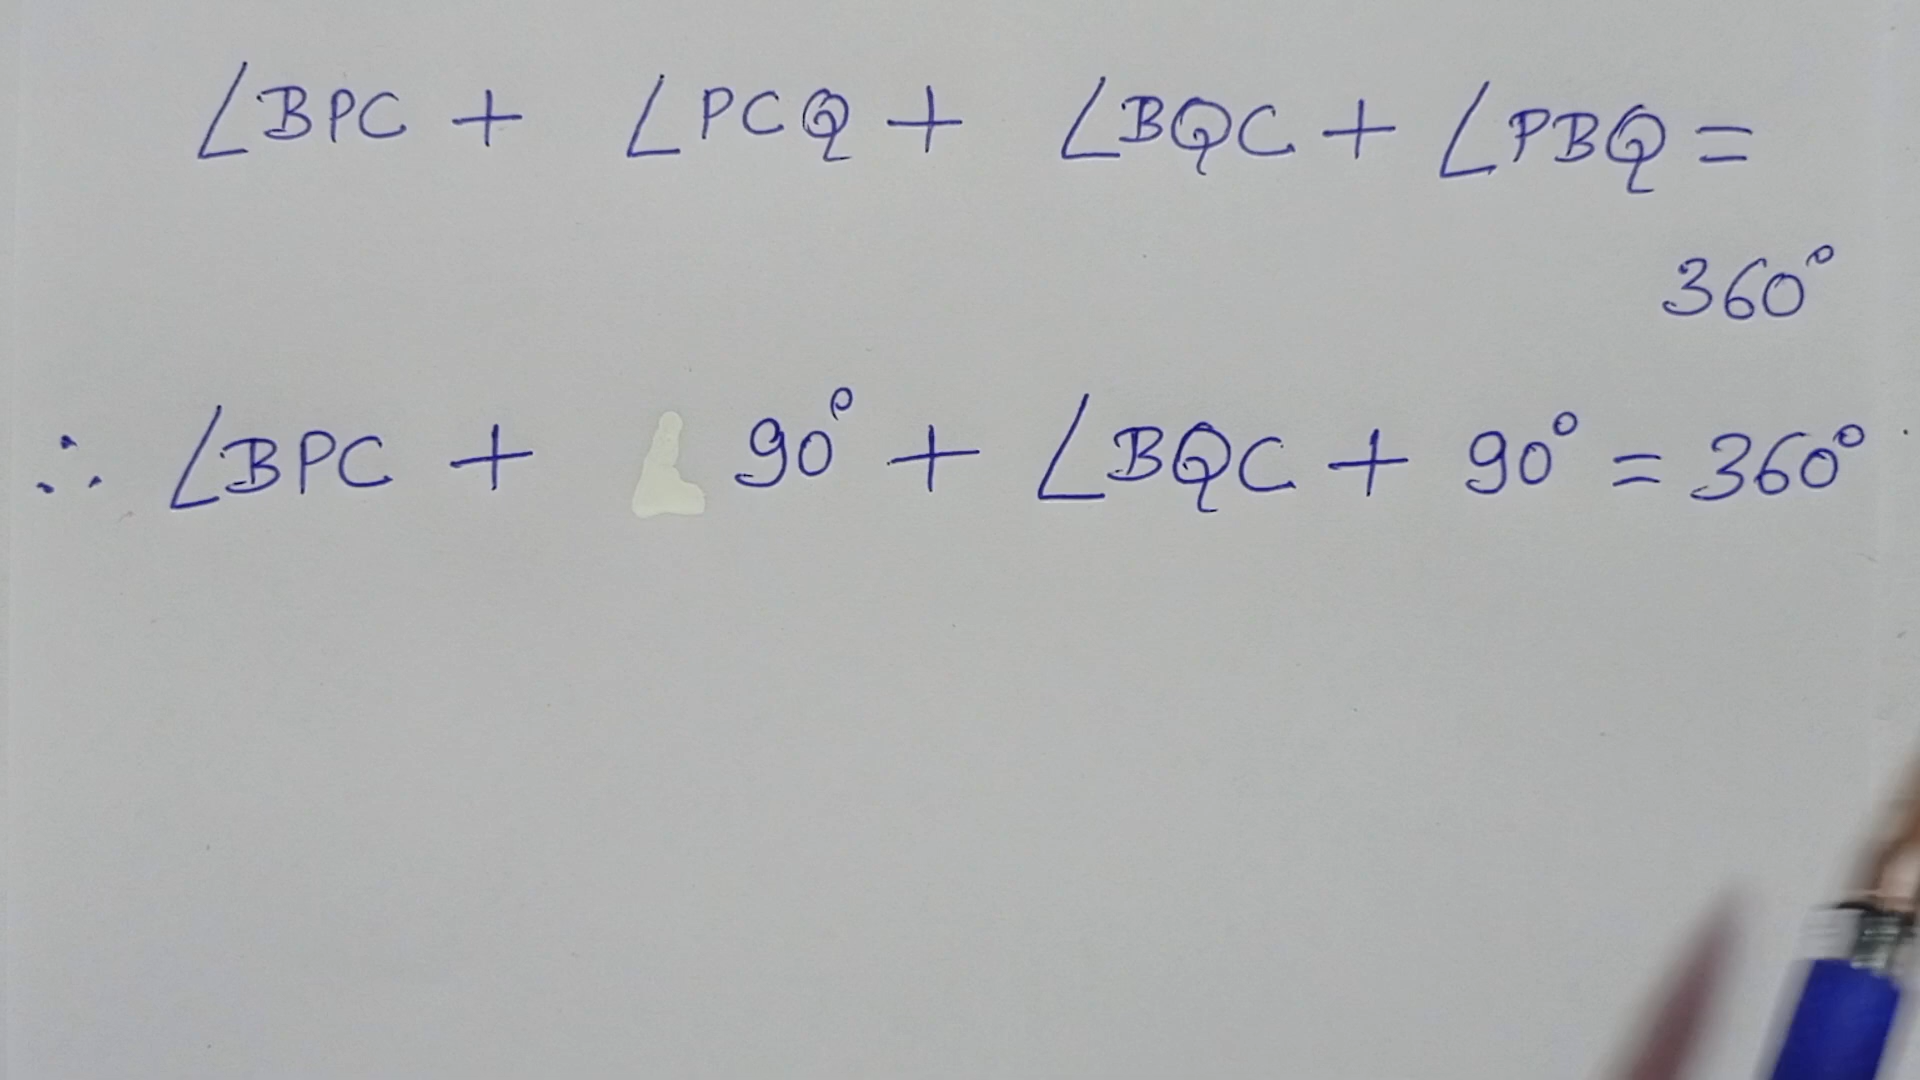 ∠BPC + ∠PCQ + ∠BQC + ∠PBQ =
360°
∴ ∠BPC + 90° + ∠BQC + 90° = 360°